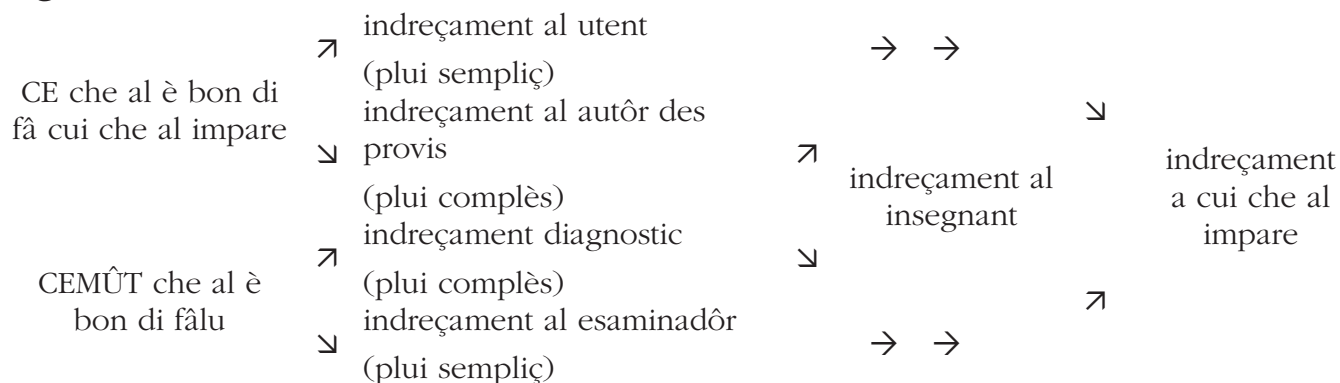 CE che al è bon di
fâ cui che al impare
↗
↘
indreçament al utent
(plui sempliç)
indreçament al autôr des
provis
(plui complès)
CEMÛT che al è
bon di fâlu
↗
↘
indreçament diagnostic
(plui complès)
indreçament al esaminadôr
(plui sempliç)
→ →
↗
↘
→ →
indreçament al
insegnant
↘
↗
indreçament
a cui che al
impare